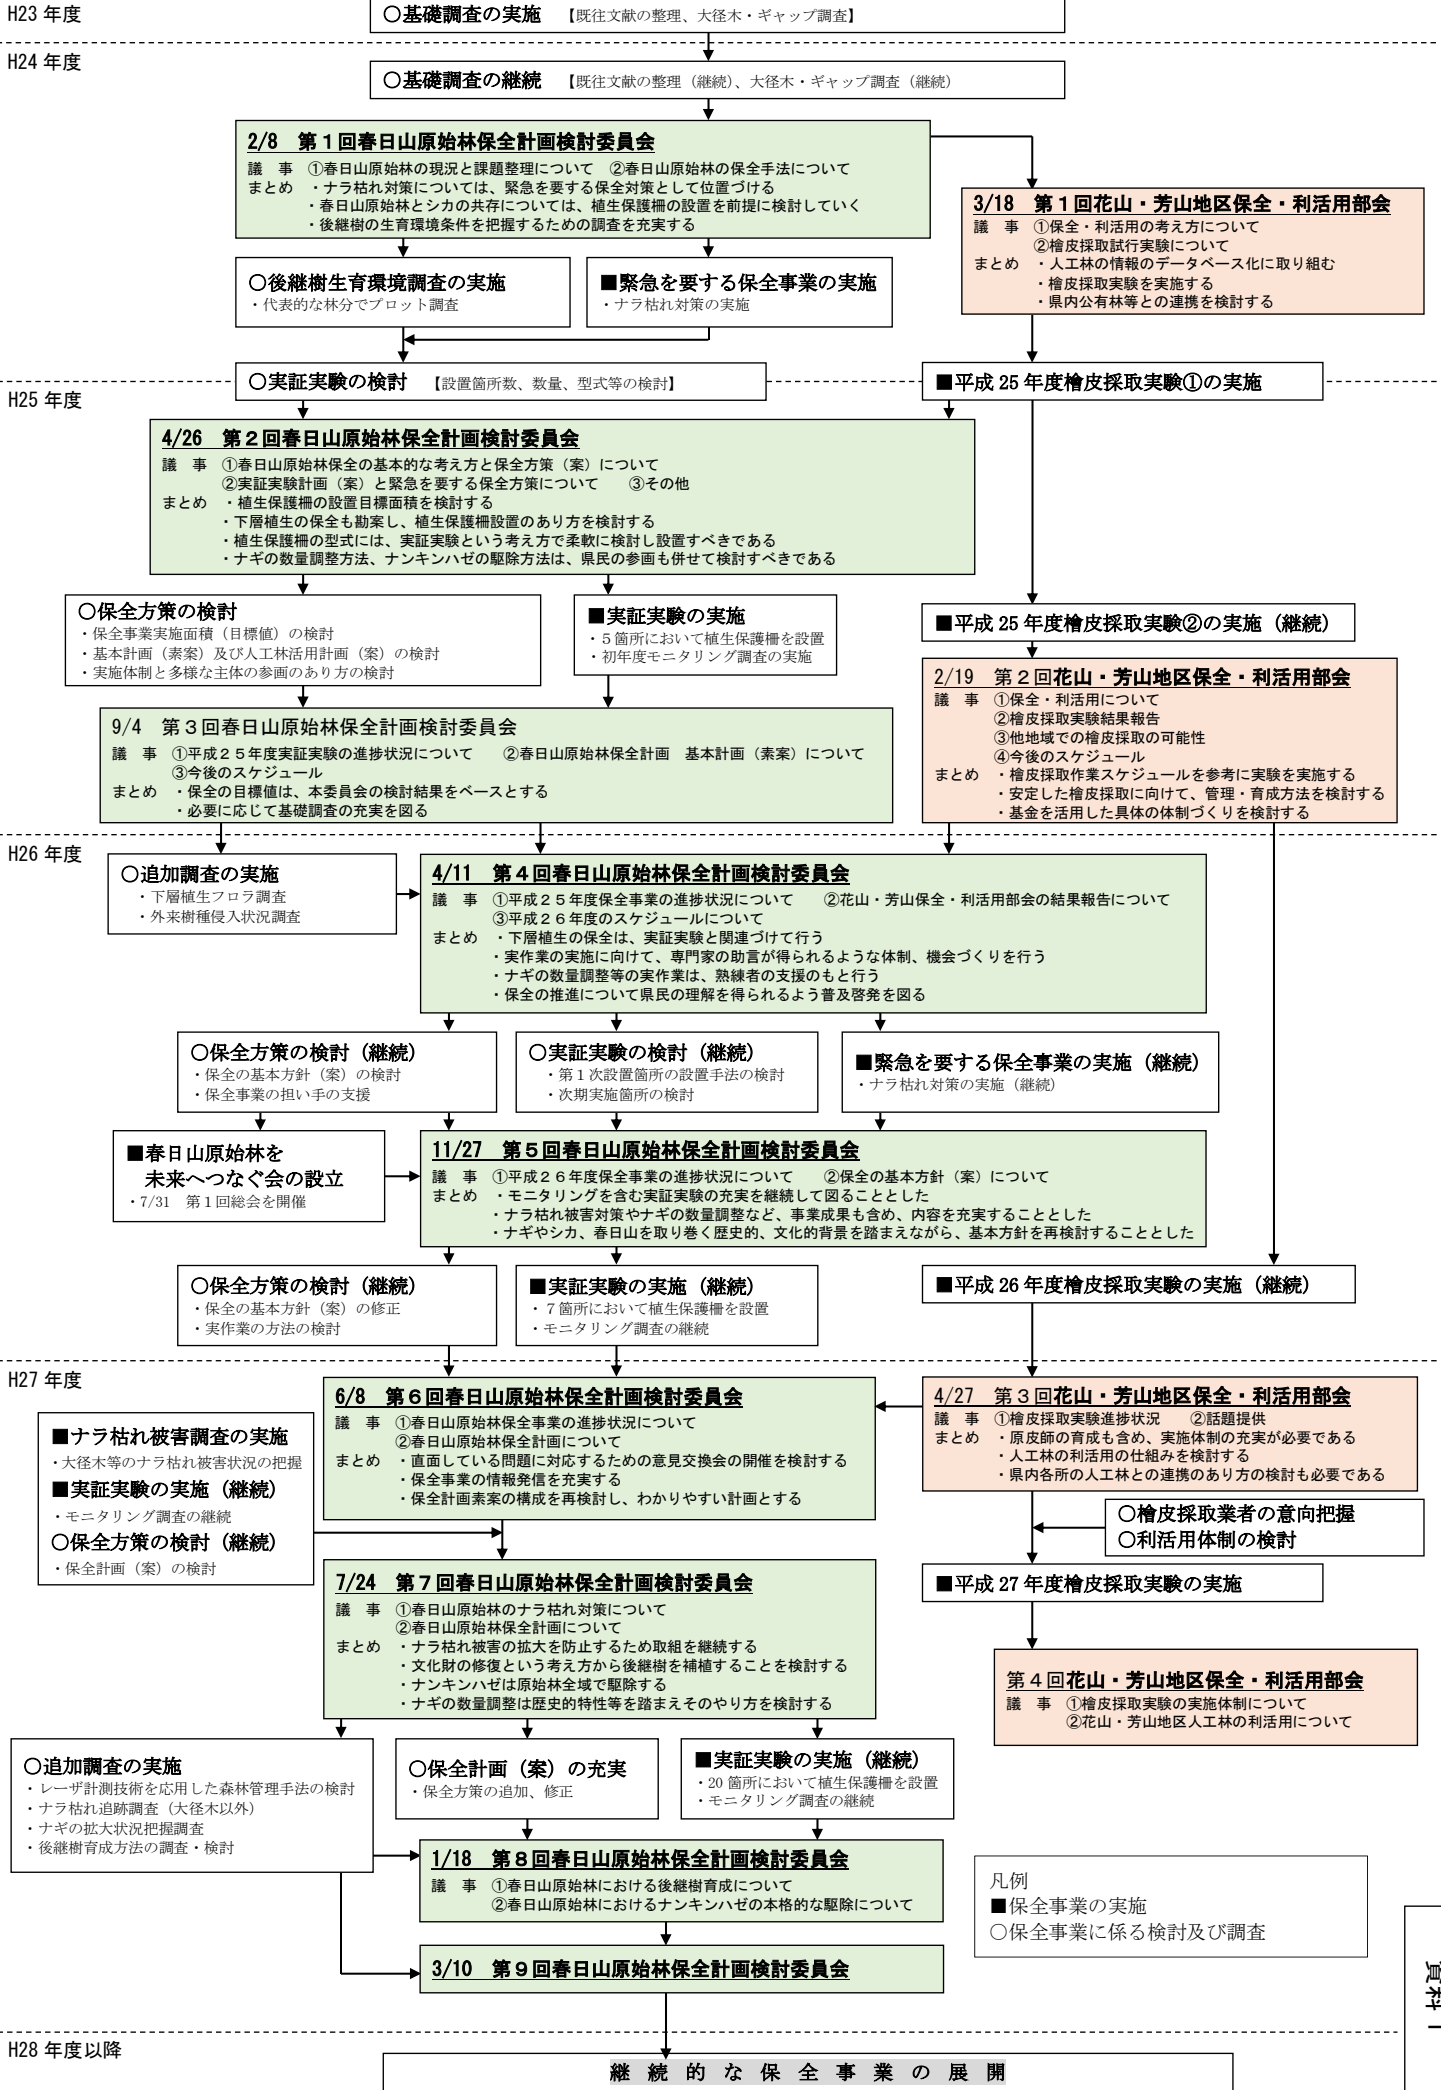 H23 年度
〇基礎調査の実施　【既往文献の整理、大径木・ギャップ調査】
H24 年度
〇基礎調査の継続　【既往文献の整理（継続）、大径木・ギャップ調査（継続）
2/8　第１回春日山原始林保全計画検討委員会
議　事　①春日山原始林の現況と課題整理について　②春日山原始林の保全手法について
まとめ　・ナラ枯れ対策については、緊急を要する保全対策として位置づける
・春日山原始林とシカの共存については、植生保護柵の設置を前提に検討していく
・後継樹の生育環境条件を把握するための調査を充実する
3/18　第１回花山・芳山地区保全・利活用部会
議　事　①保全・利活用の考え方について
②檜皮採取試行実験について
まとめ　・人工林の情報のデータベース化に取り組む
・檜皮採取実験を実施する
・県内公有林等との連携を検討する
〇後継樹生育環境調査の実施
・代表的な林分でプロット調査
■緊急を要する保全事業の実施
・ナラ枯れ対策の実施
〇実証実験の検討　【設置箇所数、数量、型式等の検討】
■平成 25 年度檜皮採取実験①の実施
H25 年度
4/26　第２回春日山原始林保全計画検討委員会
議　事　①春日山原始林保全の基本的な考え方と保全方策（案）について
②実証実験計画（案）と緊急を要する保全方策について　　③その他
まとめ　・植生保護柵の設置目標面積を検討する
・下層植生の保全も勘案し、植生保護柵設置のあり方を検討する
・植生保護柵の型式には、実証実験という考え方で柔軟に検討し設置すべきである
・ナギの数量調整方法、ナンキンハゼの駆除方法は、県民の参画も併せて検討すべきである
〇保全方策の検討
・保全事業実施面積（目標値）の検討
・基本計画（素案）及び人工林活用計画（案）の検討
・実施体制と多様な主体の参画のあり方の検討
■実証実験の実施
・５箇所において植生保護柵を設置
・初年度モニタリング調査の実施
■平成 25 年度檜皮採取実験②の実施（継続）
2/19　第２回花山・芳山地区保全・利活用部会
議　事　①保全・利活用について
②檜皮採取実験結果報告
③他地域での檜皮採取の可能性
④今後のスケジュール
まとめ　・檜皮採取作業スケジュールを参考に実験を実施する
・安定した檜皮採取に向けて、管理・育成方法を検討する
・基金を活用した具体の体制づくりを検討する
9/4　第３回春日山原始林保全計画検討委員会
議　事　①平成２５年度実証実験の進捗状況について　　②春日山原始林保全計画　基本計画（素案）について
③今後のスケジュール
まとめ　・保全の目標値は、本委員会の検討結果をベースとする
・必要に応じて基礎調査の充実を図る
H26 年度
〇追加調査の実施
・下層植生フロラ調査
・外来樹種侵入状況調査
4/11　第４回春日山原始林保全計画検討委員会
議　事　①平成２５年度保全事業の進捗状況について　　②花山・芳山保全・利活用部会の結果報告について
③平成２６年度のスケジュールについて
まとめ　・下層植生の保全は、実証実験と関連づけて行う
・実作業の実施に向けて、専門家の助言が得られるような体制、機会づくりを行う
・ナギの数量調整等の実作業は、熟練者の支援のもと行う
・保全の推進について県民の理解を得られるよう普及啓発を図る
〇保全方策の検討（継続）
・保全の基本方針（案）の検討
・保全事業の担い手の支援
〇実証実験の検討（継続）
・第１次設置箇所の設置手法の検討
・次期実施箇所の検討
■緊急を要する保全事業の実施（継続）
・ナラ枯れ対策の実施（継続）
■春日山原始林を
未来へつなぐ会の設立
・7/31　第１回総会を開催
11/27　第５回春日山原始林保全計画検討委員会
議　事　①平成２６年度保全事業の進捗状況について　　②保全の基本方針（案）について
まとめ　・モニタリングを含む実証実験の充実を継続して図ることとした
・ナラ枯れ被害対策やナギの数量調整など、事業成果も含め、内容を充実することとした
・ナギやシカ、春日山を取り巻く歴史的、文化的背景を踏まえながら、基本方針を再検討することとした
〇保全方策の検討（継続）
・保全の基本方針（案）の修正
・実作業の方法の検討
■実証実験の実施（継続）
・７箇所において植生保護柵を設置
・モニタリング調査の継続
■平成 26 年度檜皮採取実験の実施（継続）
H27 年度
6/8　第６回春日山原始林保全計画検討委員会
議　事　①春日山原始林保全事業の進捗状況について
②春日山原始林保全計画について
まとめ　・直面している問題に対応するための意見交換会の開催を検討する
・保全事業の情報発信を充実する
・保全計画素案の構成を再検討し、わかりやすい計画とする
4/27　第３回花山・芳山地区保全・利活用部会
議　事　①檜皮採取実験進捗状況　　②話題提供
まとめ　・原皮師の育成も含め、実施体制の充実が必要である
・人工林の利活用の仕組みを検討する
・県内各所の人工林との連携のあり方の検討も必要である
■ナラ枯れ被害調査の実施
・大径木等のナラ枯れ被害状況の把握
■実証実験の実施（継続）
・モニタリング調査の継続
〇保全方策の検討（継続）
・保全計画（案）の検討
〇檜皮採取業者の意向把握
〇利活用体制の検討
7/24　第７回春日山原始林保全計画検討委員会
議　事　①春日山原始林のナラ枯れ対策について
②春日山原始林保全計画について
まとめ　・ナラ枯れ被害の拡大を防止するため取組を継続する
・文化財の修復という考え方から後継樹を補植することを検討する
・ナンキンハゼは原始林全域で駆除する
・ナギの数量調整は歴史的特性等を踏まえそのやり方を検討する
■平成 27 年度檜皮採取実験の実施
第４回花山・芳山地区保全・利活用部会
議　事　①檜皮採取実験の実施体制について
②花山・芳山地区人工林の利活用について
〇追加調査の実施
・レーザ計測技術を応用した森林管理手法の検討
・ナラ枯れ追跡調査（大径木以外）
・ナギの拡大状況把握調査
・後継樹育成方法の調査・検討
〇保全計画（案）の充実
・保全方策の追加、修正
■実証実験の実施（継続）
・20 箇所において植生保護柵を設置
・モニタリング調査の継続
1/18　第８回春日山原始林保全計画検討委員会
議　事　①春日山原始林における後継樹育成について
②春日山原始林におけるナンキンハゼの本格的な駆除について
凡例
■保全事業の実施
〇保全事業に係る検討及び調査
3/10　第９回春日山原始林保全計画検討委員会
H28 年度以降
継続的な保全事業の展開